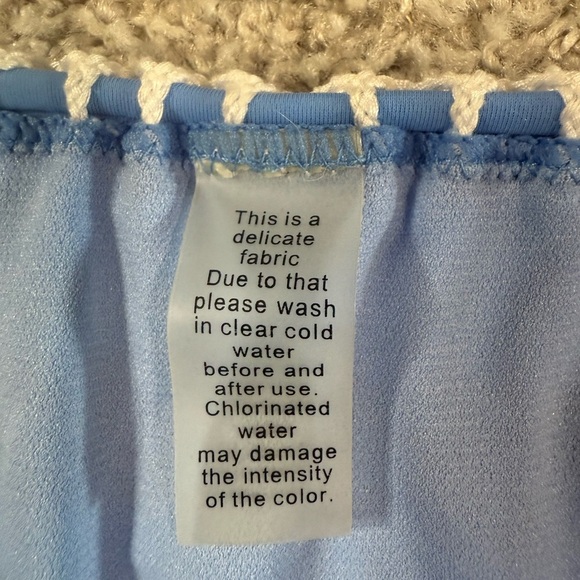 This is a
delicate
fabric
Due to that
please wash
in clear cold
water
before and
after use.
Chlorinated
water
may damage
the intensity
of the color.